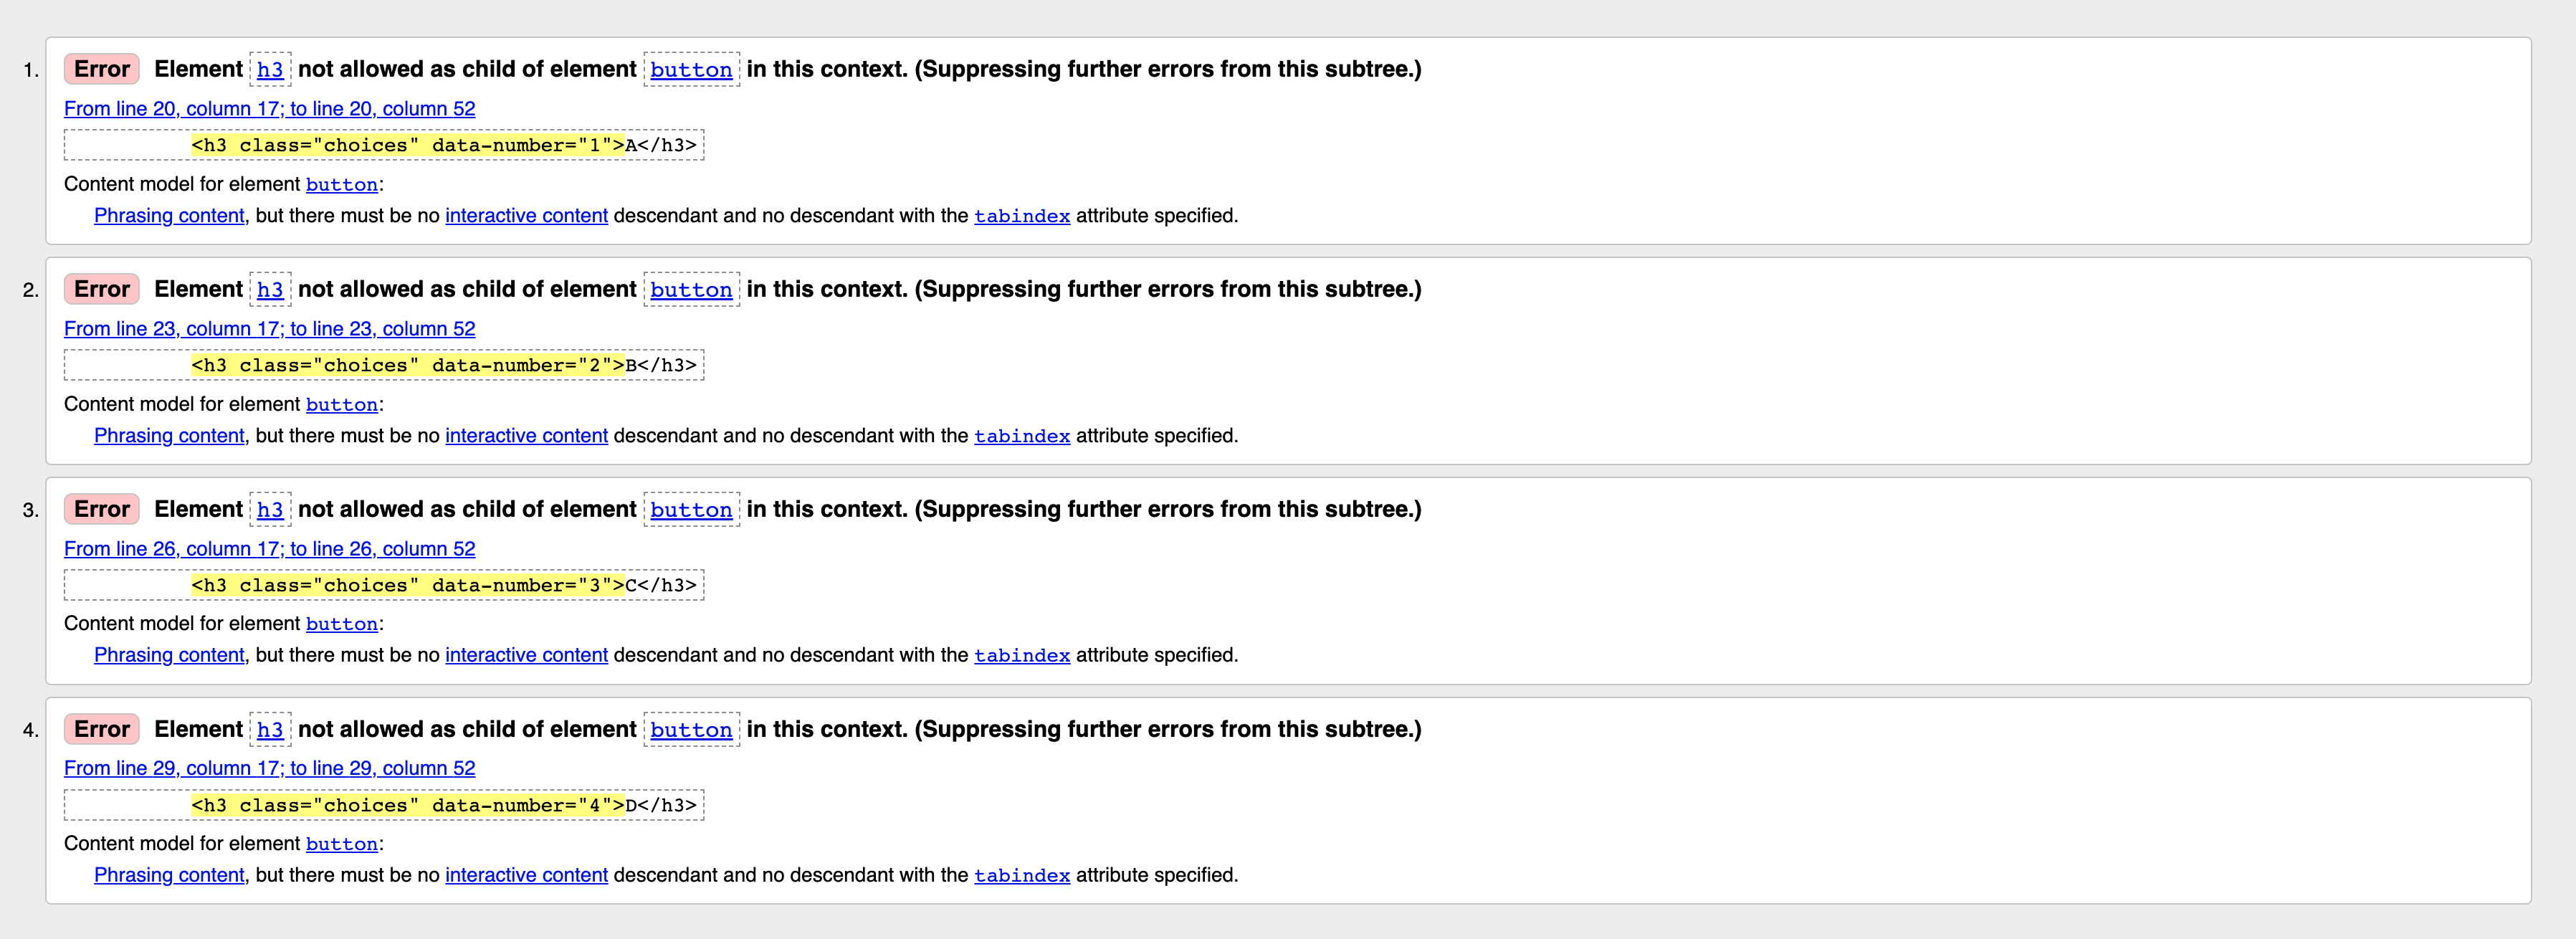 1. Error Element h3 not allowed as child of element button in this context. (Suppressing further errors from this subtree.)
From line 20, column 17; to line 20, column 52
<h3 class="choices" data-number="1">A</h3>
Content model for element button:
Phrasing content, but there must be no interactive content descendant and no descendant with the tabindex attribute specified.
2. Error Element h3 not allowed as child of element button in this context. (Suppressing further errors from this subtree.)
From line 23, column 17; to line 23, column 52
<h3 class="choices" data-number="2">B</h3>
Content model for element button:
Phrasing content, but there must be no interactive content descendant and no descendant with the tabindex attribute specified.
3. Error Element h3 not allowed as child of element button in this context. (Suppressing further errors from this subtree.)
From line 26, column 17; to line 26, column 52
<h3 class="choices" data-number="3">C</h3>
Content model for element button:
Phrasing content, but there must be no interactive content descendant and no descendant with the tabindex attribute specified.
4. Error Element h3 not allowed as child of element button in this context. (Suppressing further errors from this subtree.)
From line 29, column 17; to line 29, column 52
<h3 class="choices" data-number="4">D</h3>
Content model for element button:
Phrasing content, but there must be no interactive content descendant and no descendant with the tabindex attribute specified.